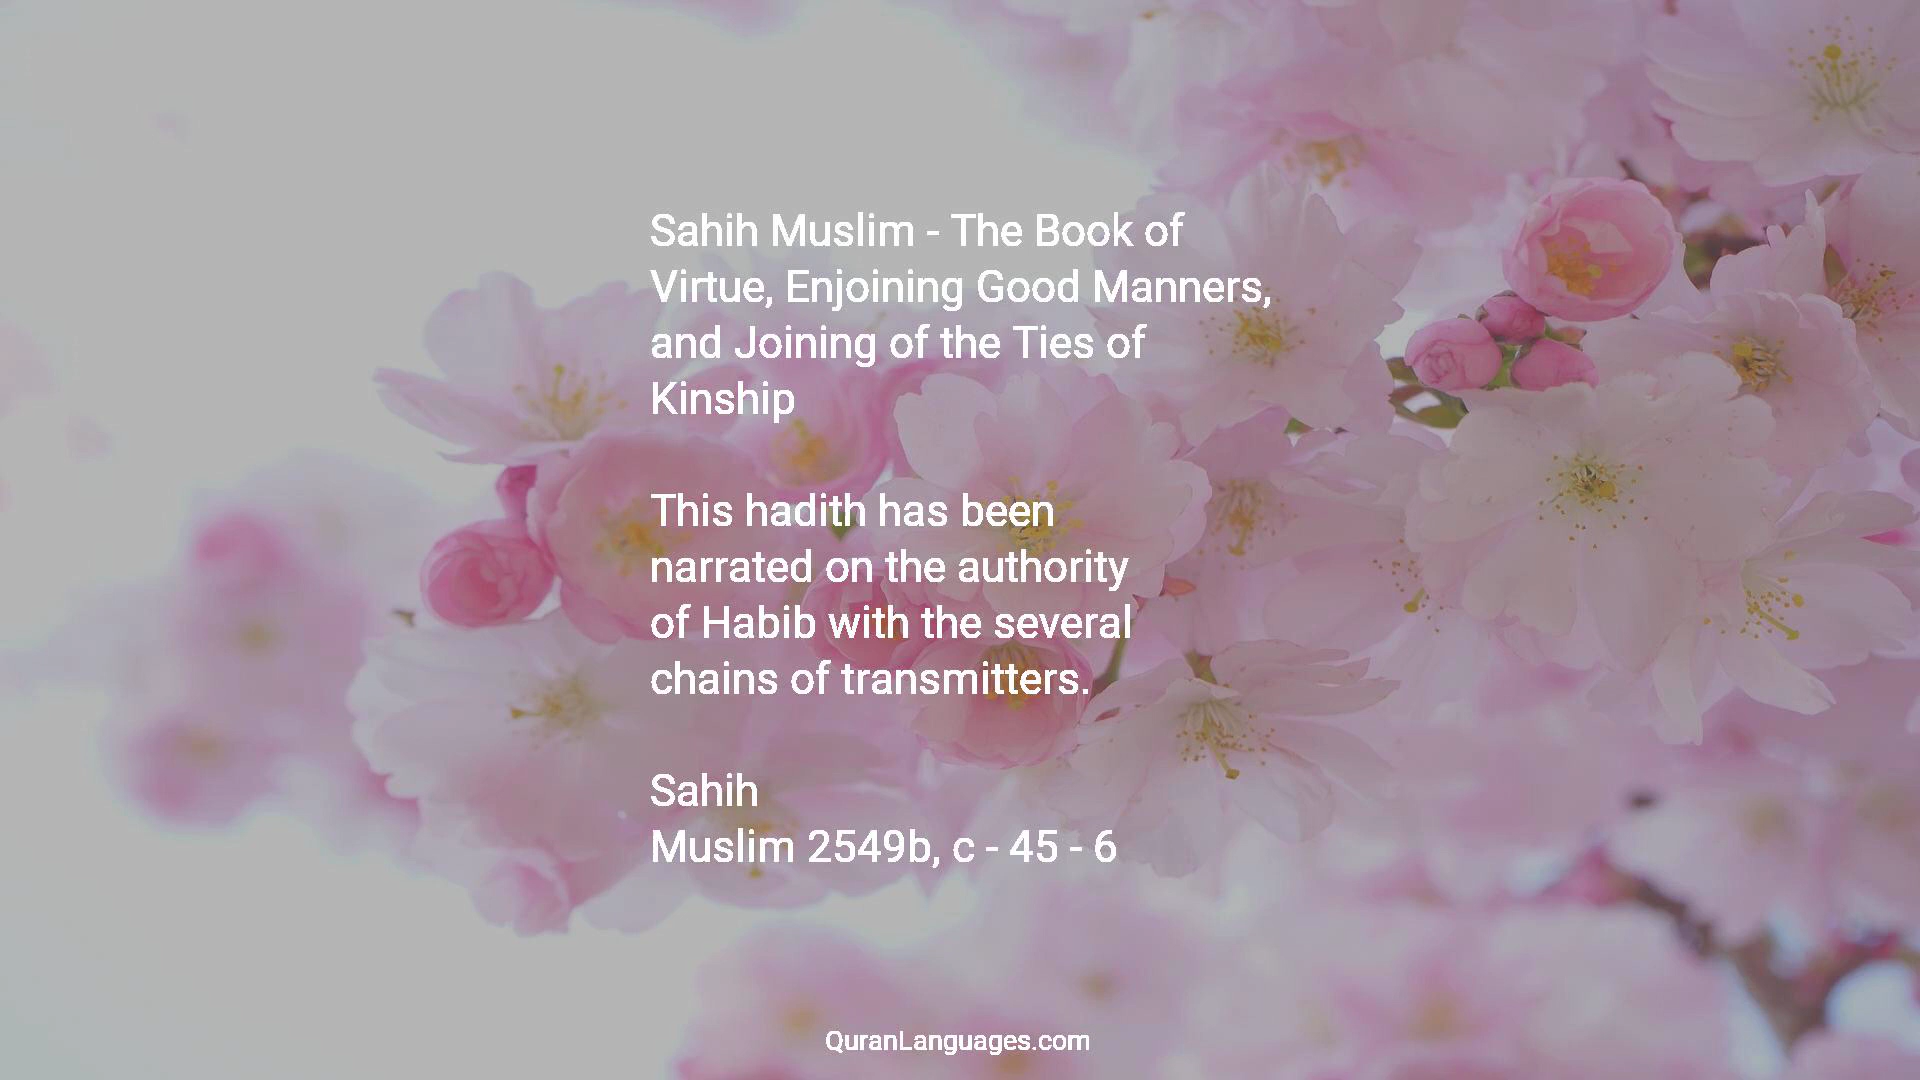 Sahih Muslim - The Book of
Virtue, Enjoining Good Manners,
and Joining of the Ties of
Kinship
This hadith has been
narrated on the authority
of Habib with the several
chains of transmitters.
Sahih
Muslim 2549b, c - 45 - 6
QuranLanguages.com